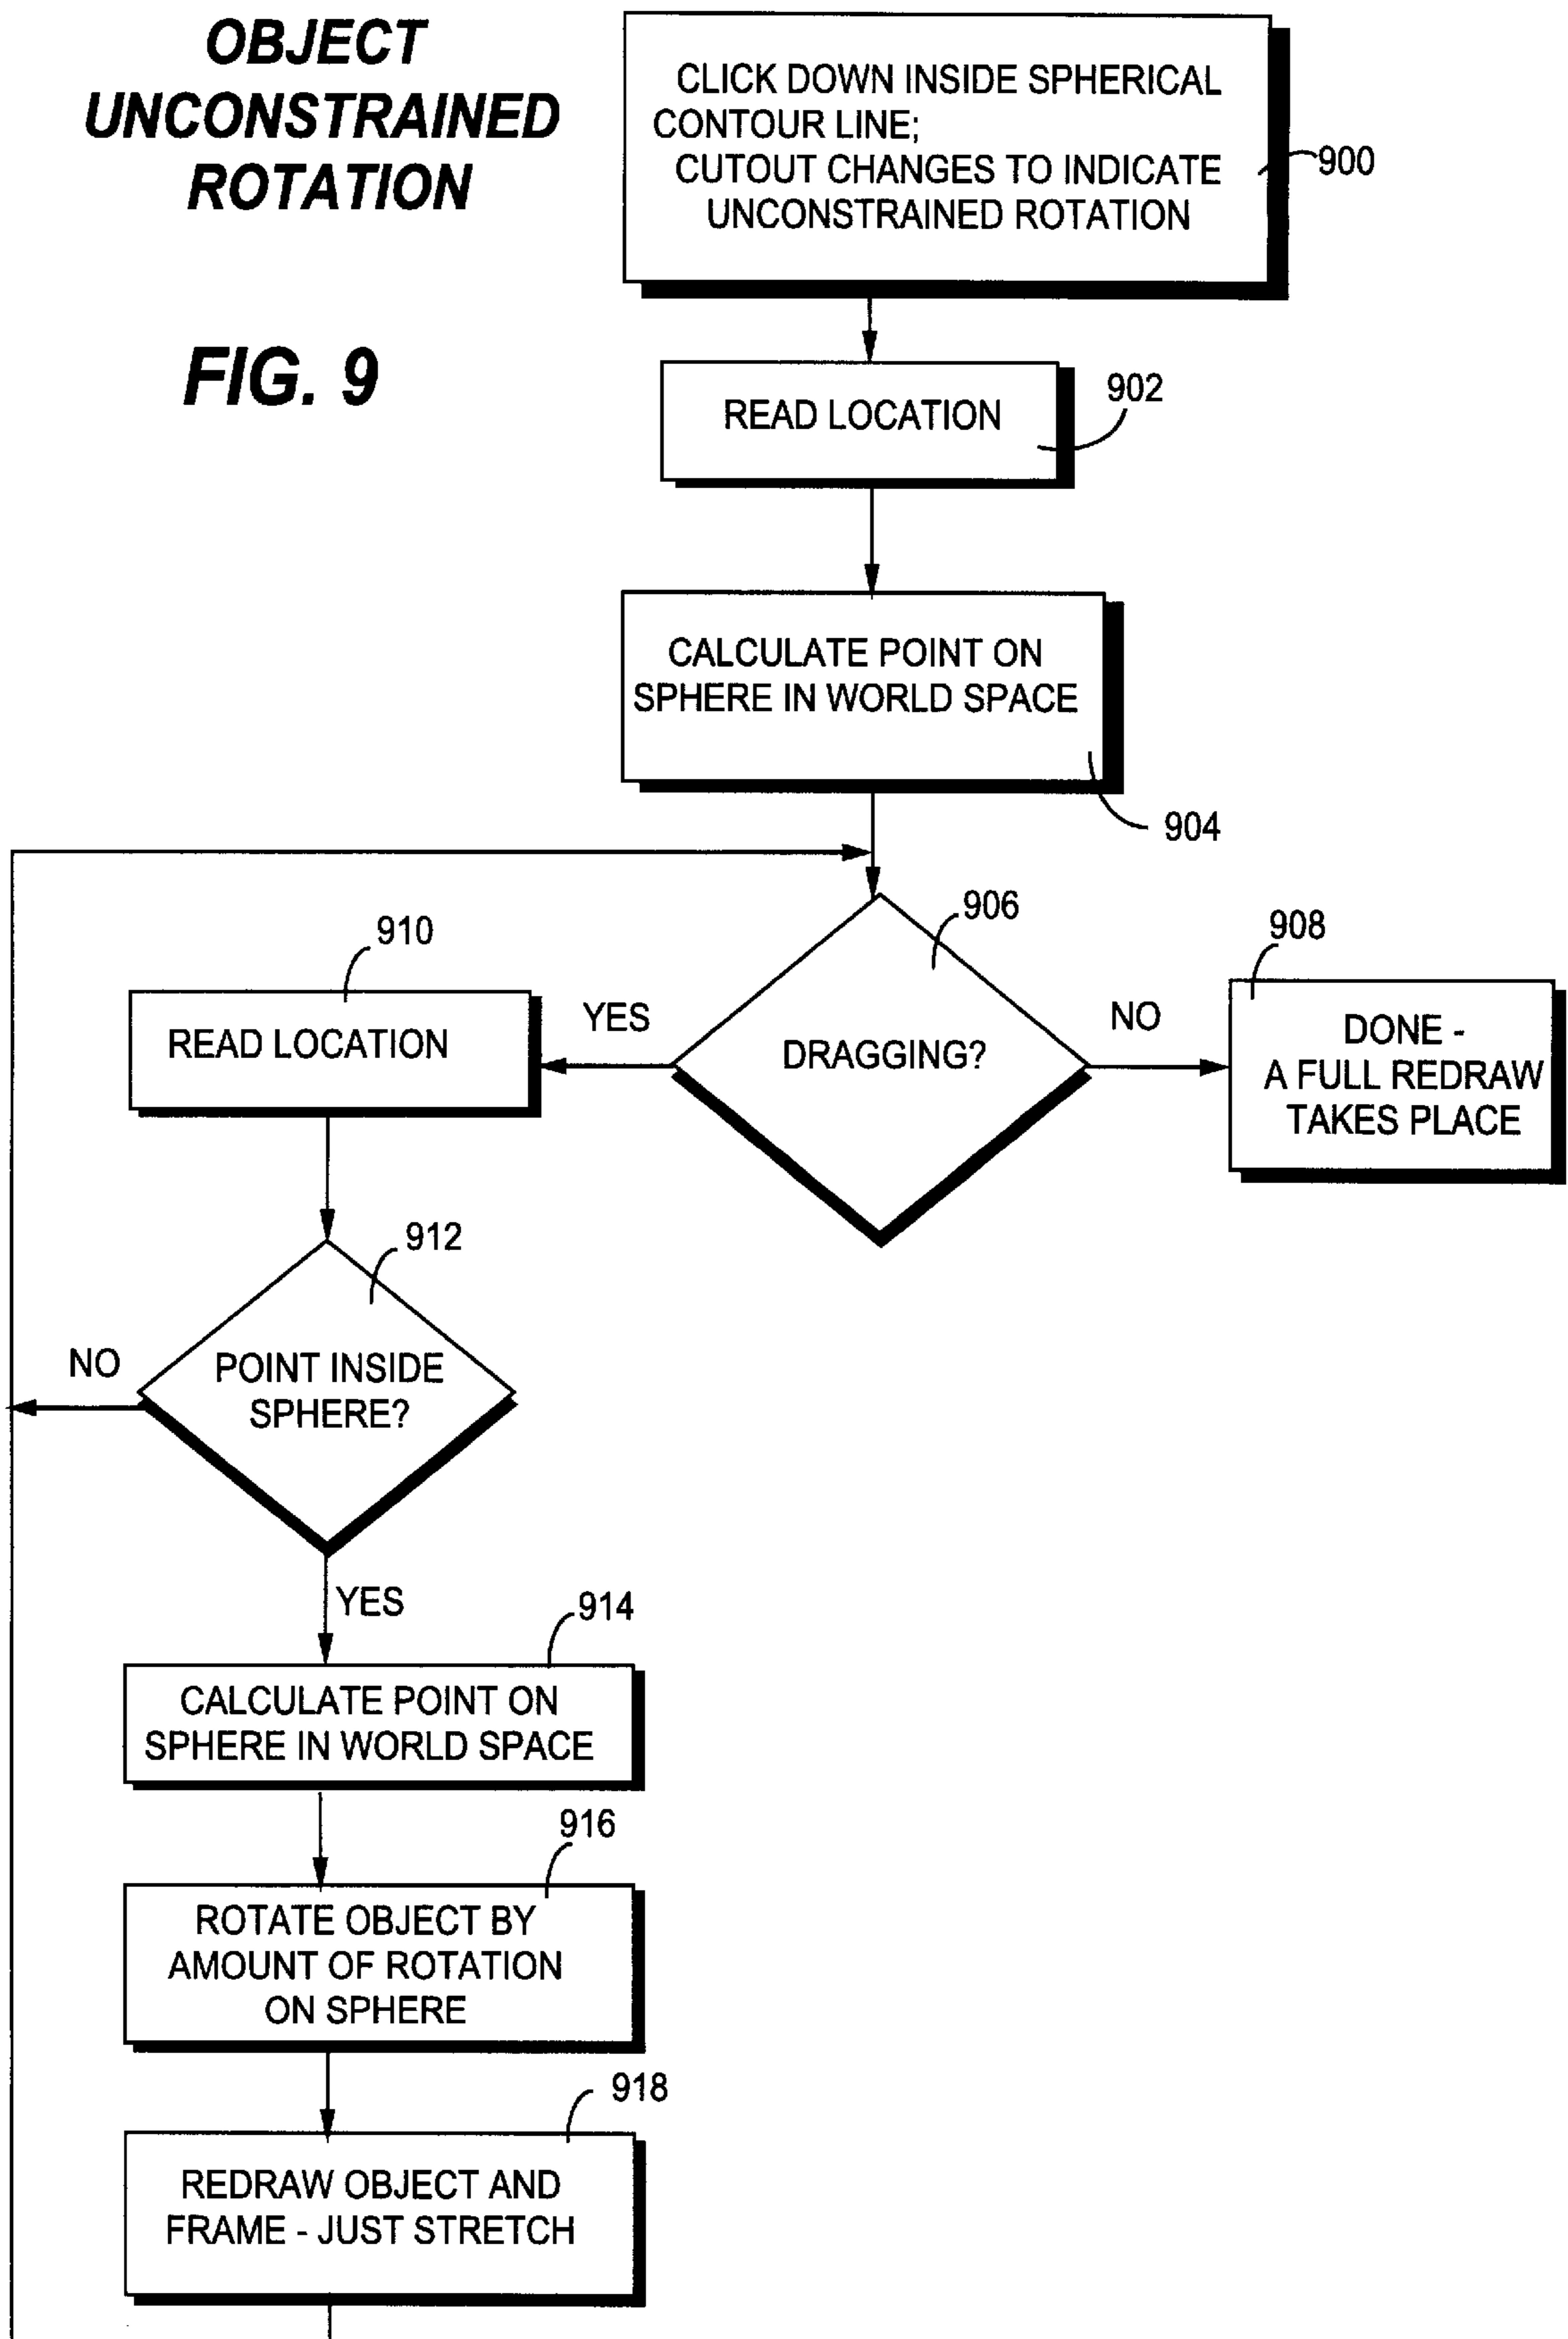 OBJECT
UNCONSTRAINED
ROTATION
FIG. 9
CLICK DOWN INSIDE SPHERICAL
CONTOUR LINE;
CUTOUT CHANGES TO INDICATE
UNCONSTRAINED ROTATION
900
READ LOCATION
902
CALCULATE POINT ON
SPHERE IN WORLD SPACE
904
906
DRAGGING?
NO
908
DONE -
A FULL REDRAW
TAKES PLACE
YES
910
READ LOCATION
912
POINT INSIDE
SPHERE?
NO
YES
914
CALCULATE POINT ON
SPHERE IN WORLD SPACE
916
ROTATE OBJECT BY
AMOUNT OF ROTATION
ON SPHERE
918
REDRAW OBJECT AND
FRAME - JUST STRETCH